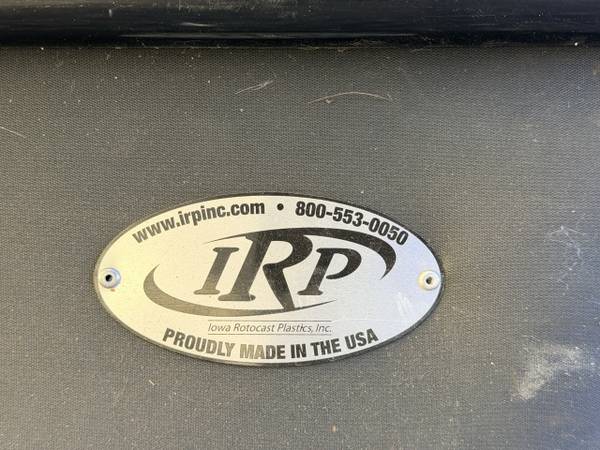 www.irpinc.com • 800-553-0050
IRP
Iowa Rotocast Plastics, Inc.
PROUDLY MADE IN THE USA